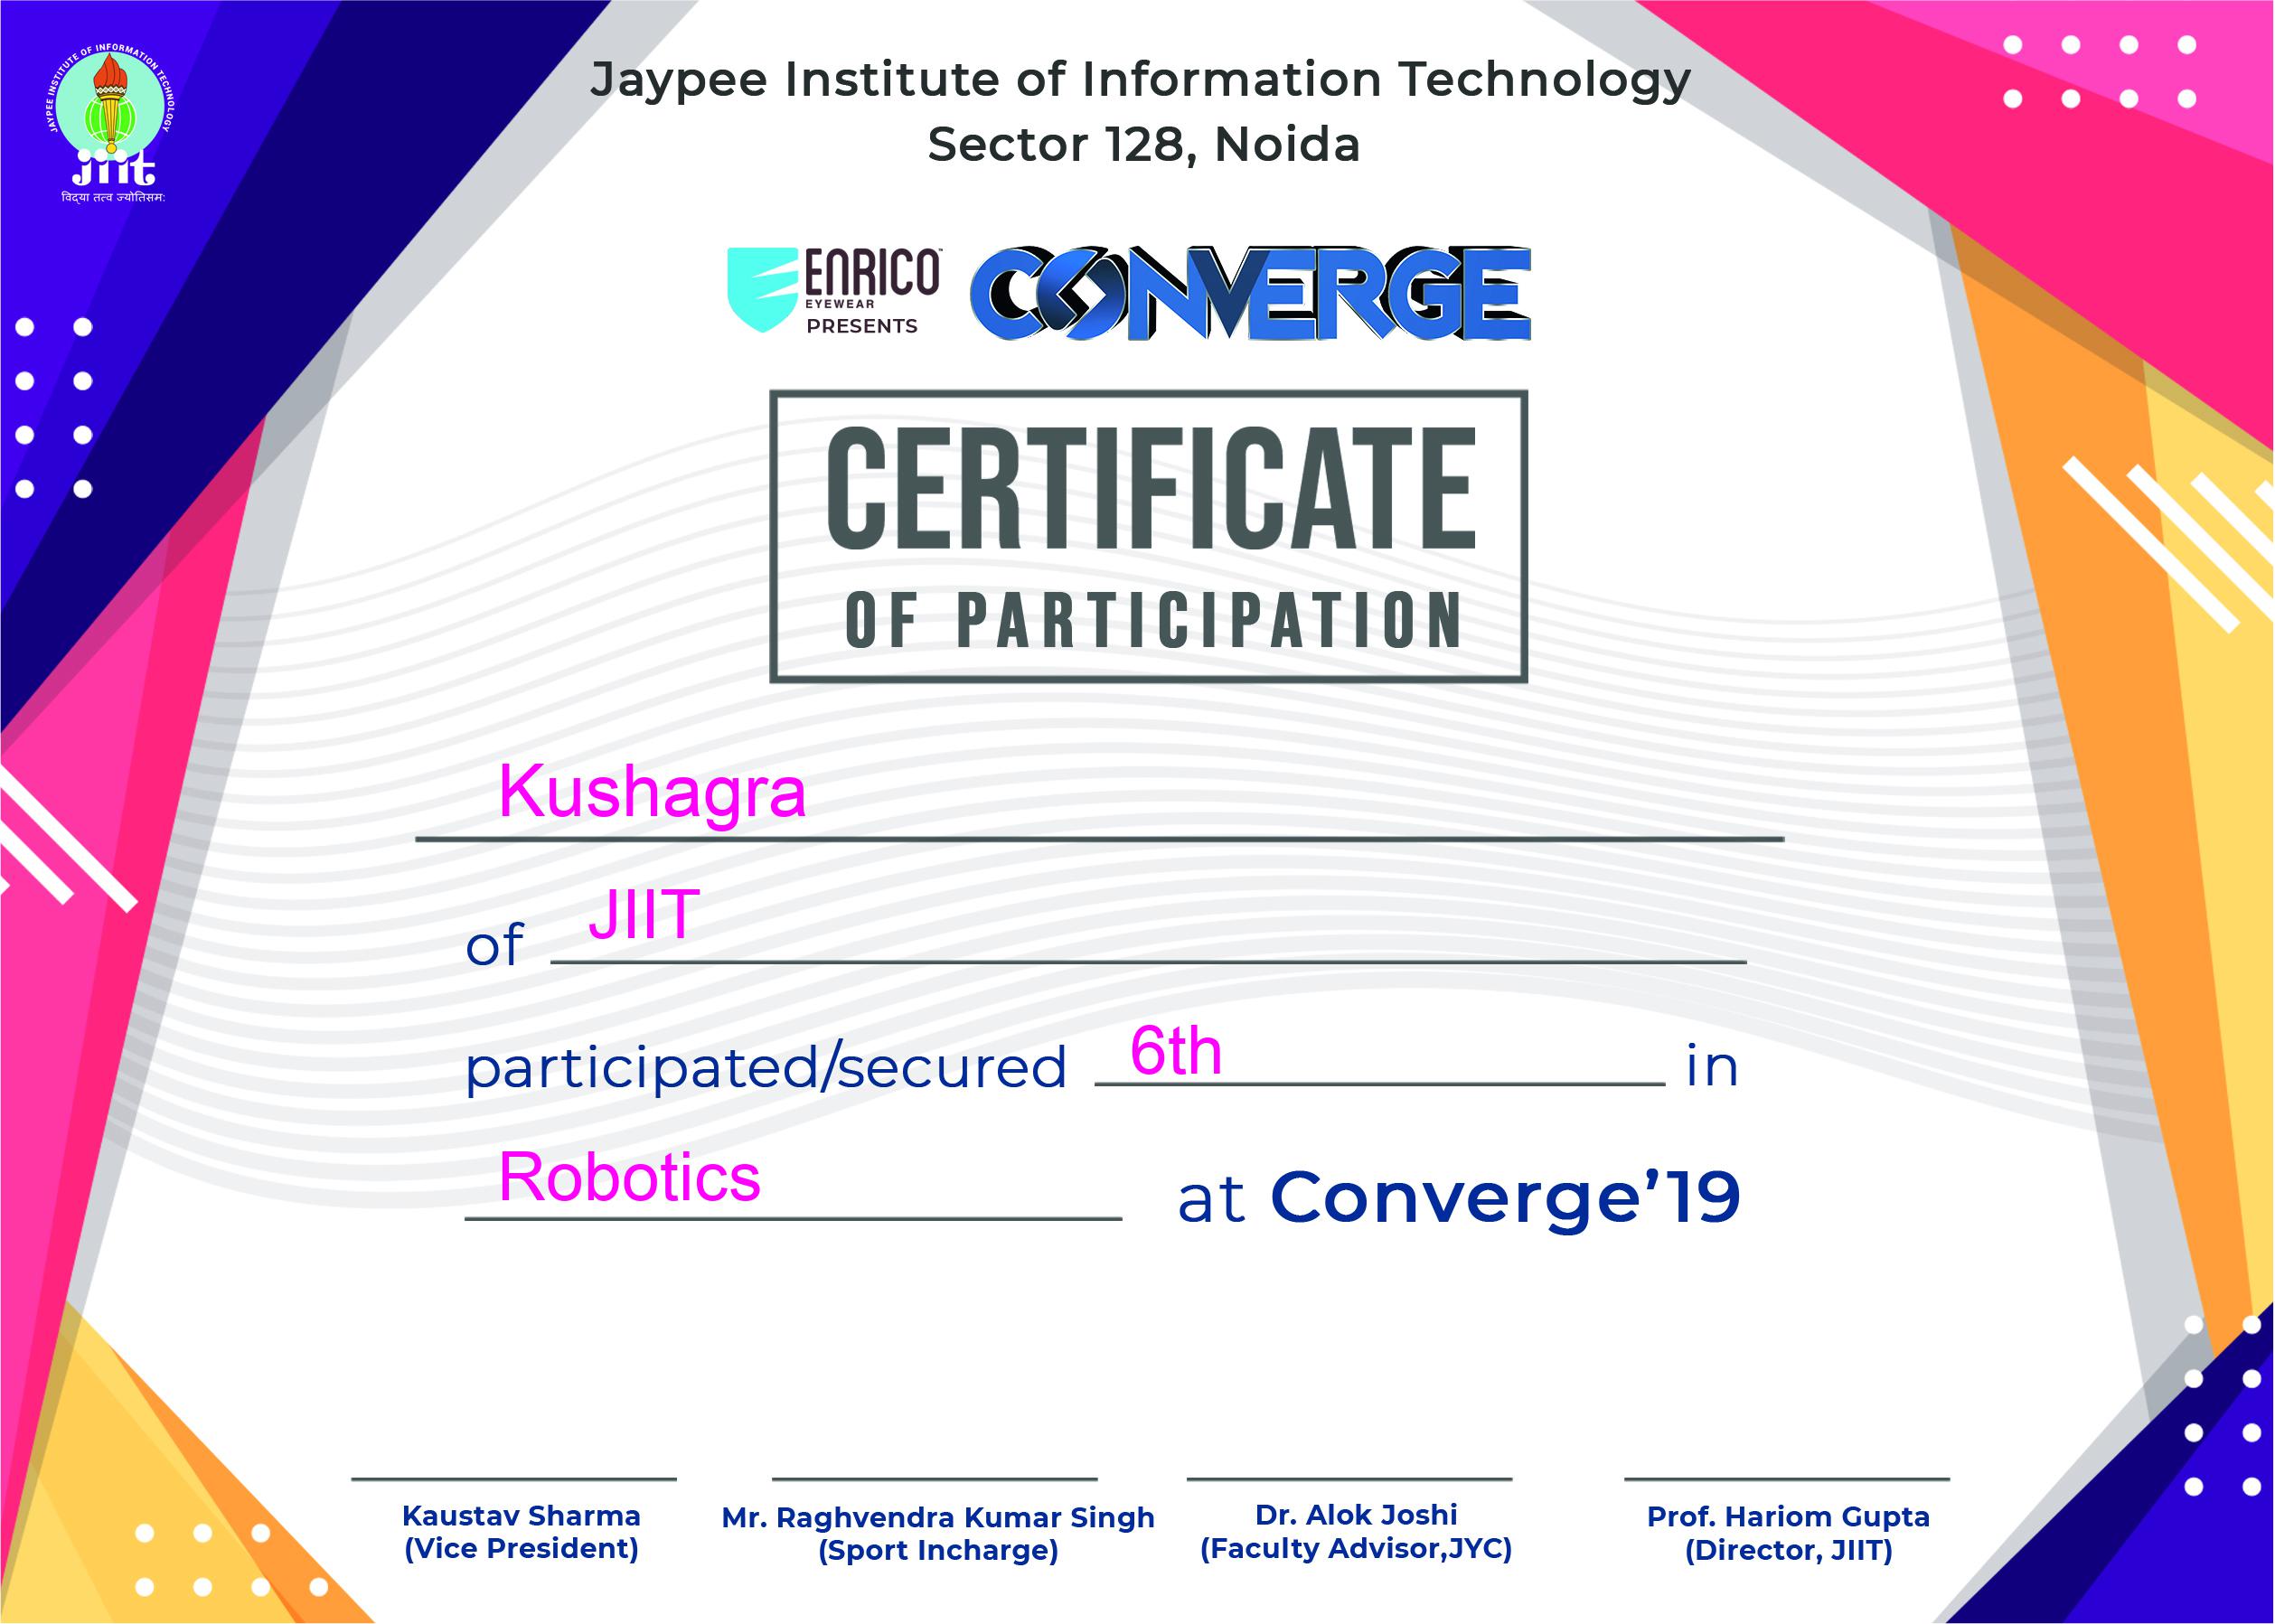 JAYPEE INSTITUTE OF INFORMATION TECHNOLOGY
jiit
विद्या तत्व ज्योतिसम:
Jaypee Institute of Information Technology
Sector 128, Noida
ENRICO™
EYEWEAR
PRESENTS
CONVERGE
CERTIFICATE
OF PARTICIPATION
Kushagra
of JIIT
participated/secured 6th in
Robotics at Converge’19
Kaustav Sharma
(Vice President)
Mr. Raghvendra Kumar Singh
(Sport Incharge)
Dr. Alok Joshi
(Faculty Advisor,JYC)
Prof. Hariom Gupta
(Director, JIIT)